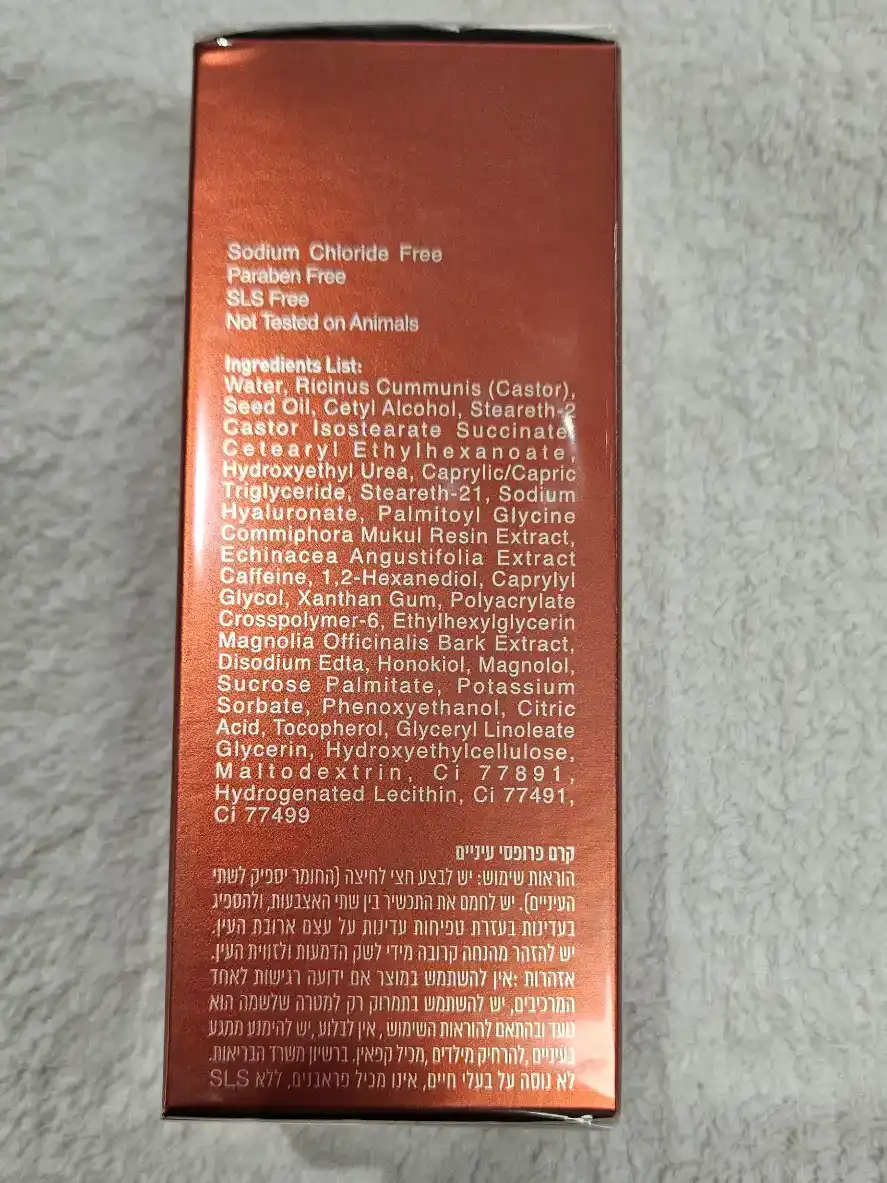 Sodium Chloride Free
Paraben Free
SLS Free
Not Tested on Animals
Ingredients List:
Water, Ricinus Cummunis (Castor),
Seed Oil, Cetyl Alcohol, Steareth-2
Castor Isostearate Succinate,
Cetearyl Ethylhexanoate,
Hydroxyethyl Urea, Caprylic/Capric
Triglyceride, Steareth-21, Sodium
Hyaluronate, Palmitoyl Glycine
Commiphora Mukul Resin Extract,
Echinacea Angustifolia Extract
Caffeine, 1,2-Hexanediol, Caprylyl
Glycol, Xanthan Gum, Polyacrylate
Crosspolymer-6, Ethylhexylglycerin
Magnolia Officinalis Bark Extract,
Disodium Edta, Honokiol, Magnolol,
Sucrose Palmitate, Potassium
Sorbate, Phenoxyethanol, Citric
Acid, Tocopherol, Glyceryl Linoleate
Glycerin, Hydroxyethylcellulose,
Maltodextrin, Ci 77891,
Hydrogenated Lecithin, Ci 77491,
Ci 77499
קרם פרופסי עיניים
הוראות שימוש: יש לבצע חצי לחיצה (החומר יספיק לשתי
העיניים). יש לחמם את התכשיר בין שתי האצבעות, ולהספיג
בעדינות בעזרת טפיחות עדינות על עצם ארובת העין.
יש להזהר מהנחה קרובה מידי לשק הדמעות ולזווית העין.
אזהרות :אין להשתמש במוצר אם ידועה רגישות לאחד
המרכיבים, יש להשתמש בתמרוק רק למטרה שלשמה הוא
נועד ובהתאם להוראות השימוש, אין לבלוע, יש להימנע ממגע
בעיניים ,להרחיק מילדים ,מכיל קפאין. ברשיון משרד הבריאות.
לא נוסה על בעלי חיים, אינו מכיל פראבנים, ללא SLS